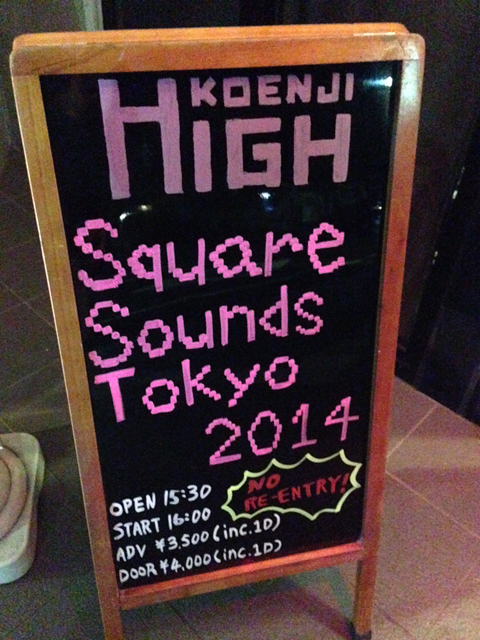 KOENJI
HIGH
Square
Sounds
Tokyo
2014
NO
RE-ENTRY!
OPEN 15:30
START 16:00
ADV ¥3,500 (inc.1D)
DOOR ¥4,000 (inc.1D)